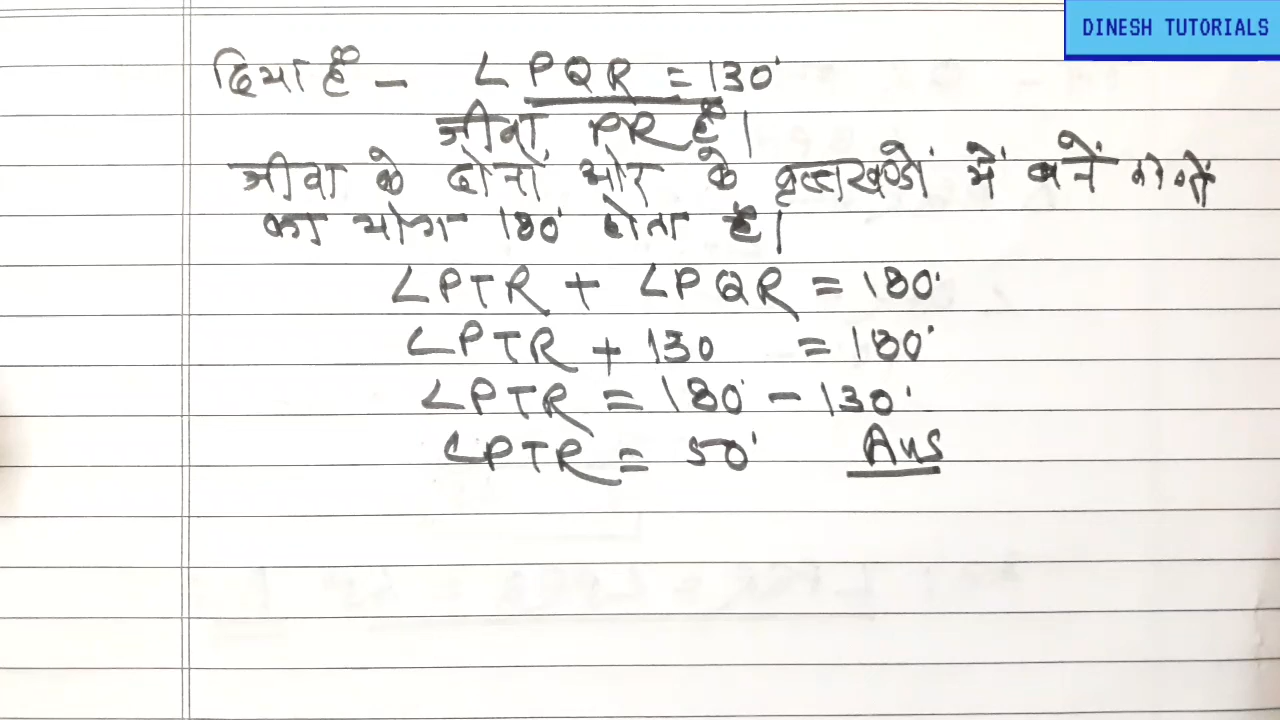 DINESH TUTORIALS
दिया है - ∠PQR = 130°
जीवा PR है।
जीवा के दोनों ओर के वृत्तखण्डों में बने कोणों
का योग 180° होता है।
∠PTR + ∠PQR = 180°
∠PTR + 130 = 180°
∠PTR = 180° - 130°
∠PTR = 50° Ans